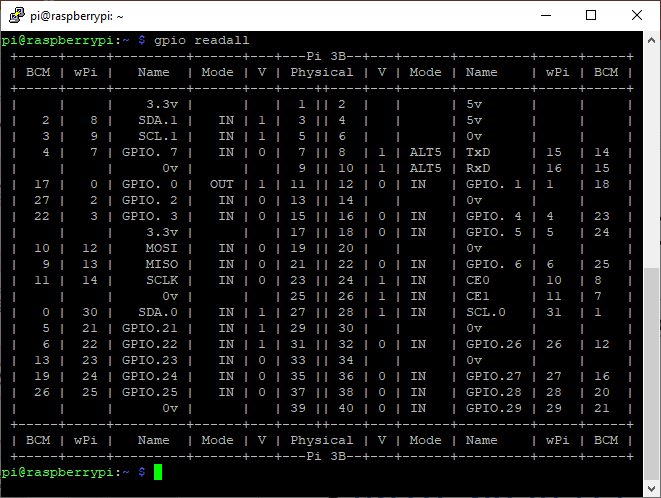 pi@raspberrypi: ~
pi@raspberrypi:~ $ gpio readall
+-----+-----+---------+------+---+---Pi 3B--+---+------+---------+-----+-----+
| BCM | wPi |   Name  | Mode | V | Physical | V | Mode | Name    | wPi | BCM |
+-----+-----+---------+------+---+----++----+---+------+---------+-----+-----+
|     |     |    3.3v |      |   |  1 || 2  |   |      | 5v      |     |     |
|   2 |   8 |   SDA.1 |   IN | 1 |  3 || 4  |   |      | 5v      |     |     |
|   3 |   9 |   SCL.1 |   IN | 1 |  5 || 6  |   |      | 0v      |     |     |
|   4 |   7 | GPIO. 7 |   IN | 0 |  7 || 8  | 1 | ALT5 | TxD     | 15  | 14  |
|     |     |      0v |      |   |  9 || 10 | 1 | ALT5 | RxD     | 16  | 15  |
|  17 |   0 | GPIO. 0 |  OUT | 1 | 11 || 12 | 0 | IN   | GPIO. 1 | 1   | 18  |
|  27 |   2 | GPIO. 2 |   IN | 0 | 13 || 14 |   |      | 0v      |     |     |
|  22 |   3 | GPIO. 3 |   IN | 0 | 15 || 16 | 0 | IN   | GPIO. 4 | 4   | 23  |
|     |     |    3.3v |      |   | 17 || 18 | 0 | IN   | GPIO. 5 | 5   | 24  |
|  10 |  12 |    MOSI |   IN | 0 | 19 || 20 |   |      | 0v      |     |     |
|   9 |  13 |    MISO |   IN | 0 | 21 || 22 | 0 | IN   | GPIO. 6 | 6   | 25  |
|  11 |  14 |    SCLK |   IN | 0 | 23 || 24 | 1 | IN   | CE0     | 10  | 8   |
|     |     |      0v |      |   | 25 || 26 | 1 | IN   | CE1     | 11  | 7   |
|   0 |  30 |   SDA.0 |   IN | 1 | 27 || 28 | 1 | IN   | SCL.0   | 31  | 1   |
|   5 |  21 | GPIO.21 |   IN | 1 | 29 || 30 |   |      | 0v      |     |     |
|   6 |  22 | GPIO.22 |   IN | 1 | 31 || 32 | 0 | IN   | GPIO.26 | 26  | 12  |
|  13 |  23 | GPIO.23 |   IN | 0 | 33 || 34 |   |      | 0v      |     |     |
|  19 |  24 | GPIO.24 |   IN | 0 | 35 || 36 | 0 | IN   | GPIO.27 | 27  | 16  |
|  26 |  25 | GPIO.25 |   IN | 0 | 37 || 38 | 0 | IN   | GPIO.28 | 28  | 20  |
|     |     |      0v |      |   | 39 || 40 | 0 | IN   | GPIO.29 | 29  | 21  |
+-----+-----+---------+------+---+----++----+---+------+---------+-----+-----+
| BCM | wPi |   Name  | Mode | V | Physical | V | Mode | Name    | wPi | BCM |
+-----+-----+---------+------+---+---Pi 3B--+---+------+---------+-----+-----+
pi@raspberrypi:~ $